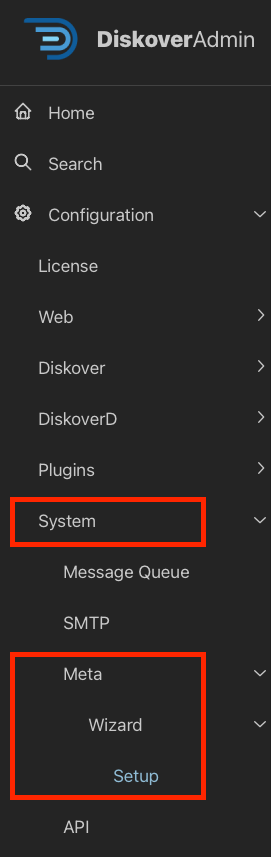 DiskoverAdmin
Home
Search
Configuration
License
Web
Diskover
DiskoverD
Plugins
System
Message Queue
SMTP
Meta
Wizard
Setup
API